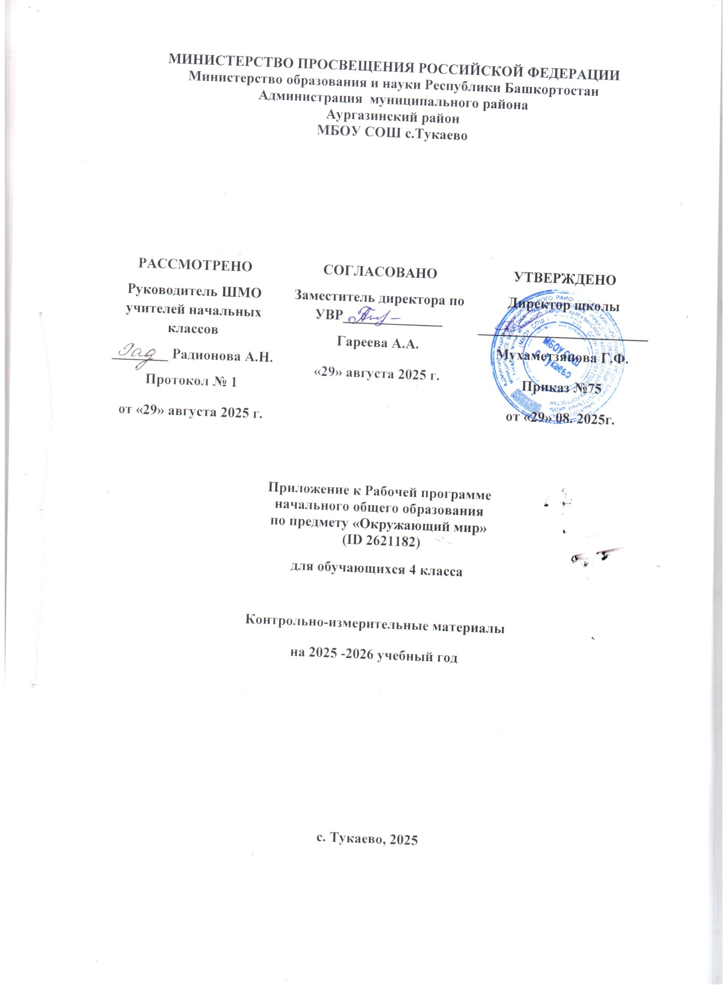 МИНИСТЕРСТВО ПРОСВЕЩЕНИЯ РОССИЙСКОЙ ФЕДЕРАЦИИ
Министерство образования и науки Республики Башкортостан
Администрация муниципального района
Аургазинский район
МБОУ СОШ с.Тукаево
РАССМОТРЕНО
Руководитель ШМО
учителей начальных
классов
Радионова А.Н.
Протокол № 1
от «29» августа 2025 г.
СОГЛАСОВАНО
Заместитель директора по
УВР
Гареева А.А.
«29» августа 2025 г.
УТВЕРЖДЕНО
Директор школы
Мухаметзянова Г.Ф.
Приказ №75
от «29» 08. 2025г.
МБОУ СОШ
с. Тукаево
Приложение к Рабочей программе
начального общего образования
по предмету «Окружающий мир»
(ID 2621182)
для обучающихся 4 класса
Контрольно-измерительные материалы
на 2025 -2026 учебный год
с. Тукаево, 2025